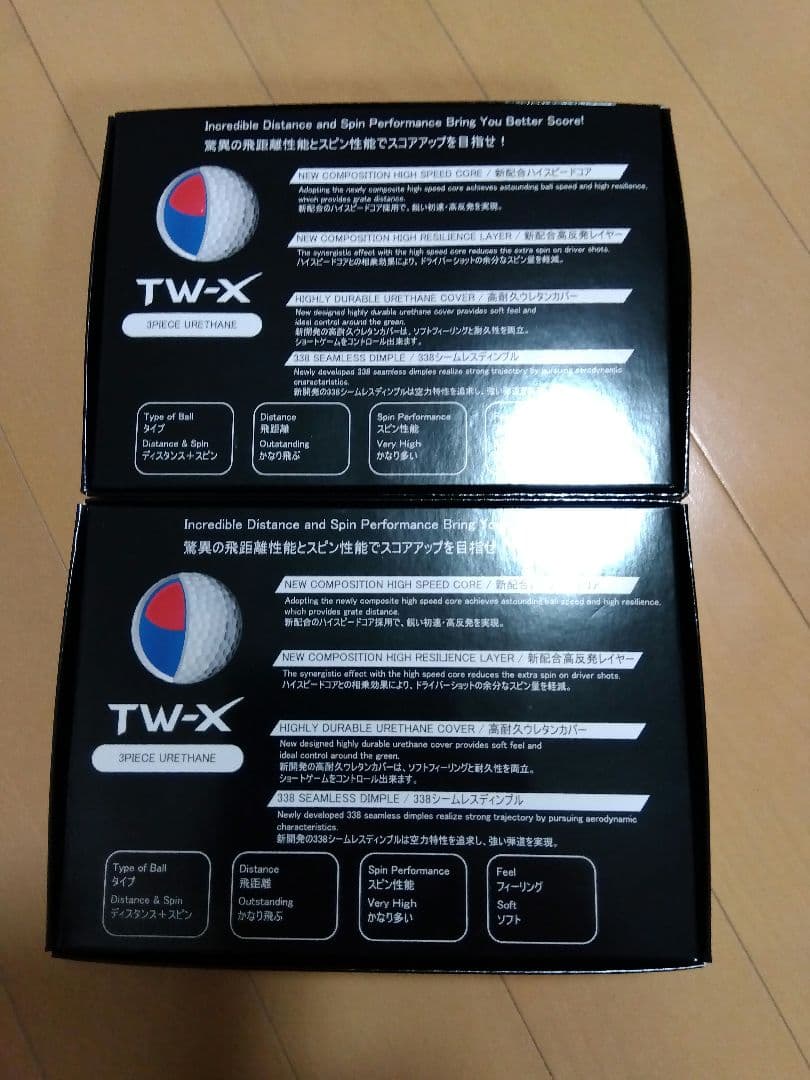 Incredible Distance and Spin Performance Bring You Better Score!
驚異の飛距離性能とスピン性能でスコアアップを目指せ！
NEW COMPOSITION HIGH SPEED CORE / 新配合ハイスピードコア
Adopting the newly composite high speed core achieves astounding ball speed and high resilience,
which provides grate distance.
新配合のハイスピードコア採用で、鋭い初速・高反発を実現。
NEW COMPOSITION HIGH RESILIENCE LAYER / 新配合高反発レイヤー
The synergistic effect with the high speed core reduces the extra spin on driver shots.
ハイスピードコアとの相乗効果により、ドライバーショットの余分なスピン量を軽減。
TW-X
3PIECE URETHANE
HIGHLY DURABLE URETHANE COVER / 高耐久ウレタンカバー
New designed highly durable urethane cover provides soft feel and
ideal control around the green.
新開発の高耐久ウレタンカバーは、ソフトフィーリングと耐久性を両立。
ショートゲームをコントロール出来ます。
338 SEAMLESS DIMPLE / 338シームレスディンプル
Newly developed 338 seamless dimples realize strong trajectory by pursuing aerodynamic
characteristics.
新開発の338シームレスディンプルは空力特性を追求し、強い弾道
Type of Ball
タイプ
Distance & Spin
ディスタンス＋スピン
Distance
飛距離
Outstanding
かなり飛ぶ
Spin Performance
スピン性能
Very High
かなり多い
Incredible Distance and Spin Performance Bring
驚異の飛距離性能とスピン性能でスコアアップを目指せ
NEW COMPOSITION HIGH SPEED CORE / 新配合
Adopting the newly composite high speed core achieves astounding ball speed and high resilience,
which provides grate distance.
新配合のハイスピードコア採用で、鋭い初速・高反発を実現。
NEW COMPOSITION HIGH RESILIENCE LAYER / 新配合高反発レイヤー
The synergistic effect with the high speed core reduces the extra spin on driver shots.
ハイスピードコアとの相乗効果により、ドライバーショットの余分なスピン量を軽減。
TW-X
3PIECE URETHANE
HIGHLY DURABLE URETHANE COVER / 高耐久ウレタンカバー
New designed highly durable urethane cover provides soft feel and
ideal control around the green.
新開発の高耐久ウレタンカバーは、ソフトフィーリングと耐久性を両立。
ショートゲームをコントロール出来ます。
338 SEAMLESS DIMPLE / 338シームレスディンプル
Newly developed 338 seamless dimples realize strong trajectory by pursuing aerodynamic
characteristics.
新開発の338シームレスディンプルは空力特性を追求し、強い弾道を実現。
Type of Ball
タイプ
Distance & Spin
ディスタンス＋スピン
Distance
飛距離
Outstanding
かなり飛ぶ
Spin Performance
スピン性能
Very High
かなり多い
Feel
フィーリング
Soft
ソフト